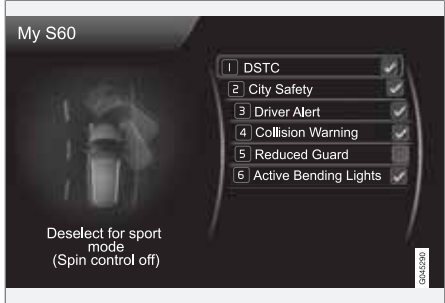 My S60
1 DSTC
2 City Safety
3 Driver Alert
4 Collision Warning
5 Reduced Guard
6 Active Bending Lights
Deselect for sport
mode
(Spin control off)
G045290